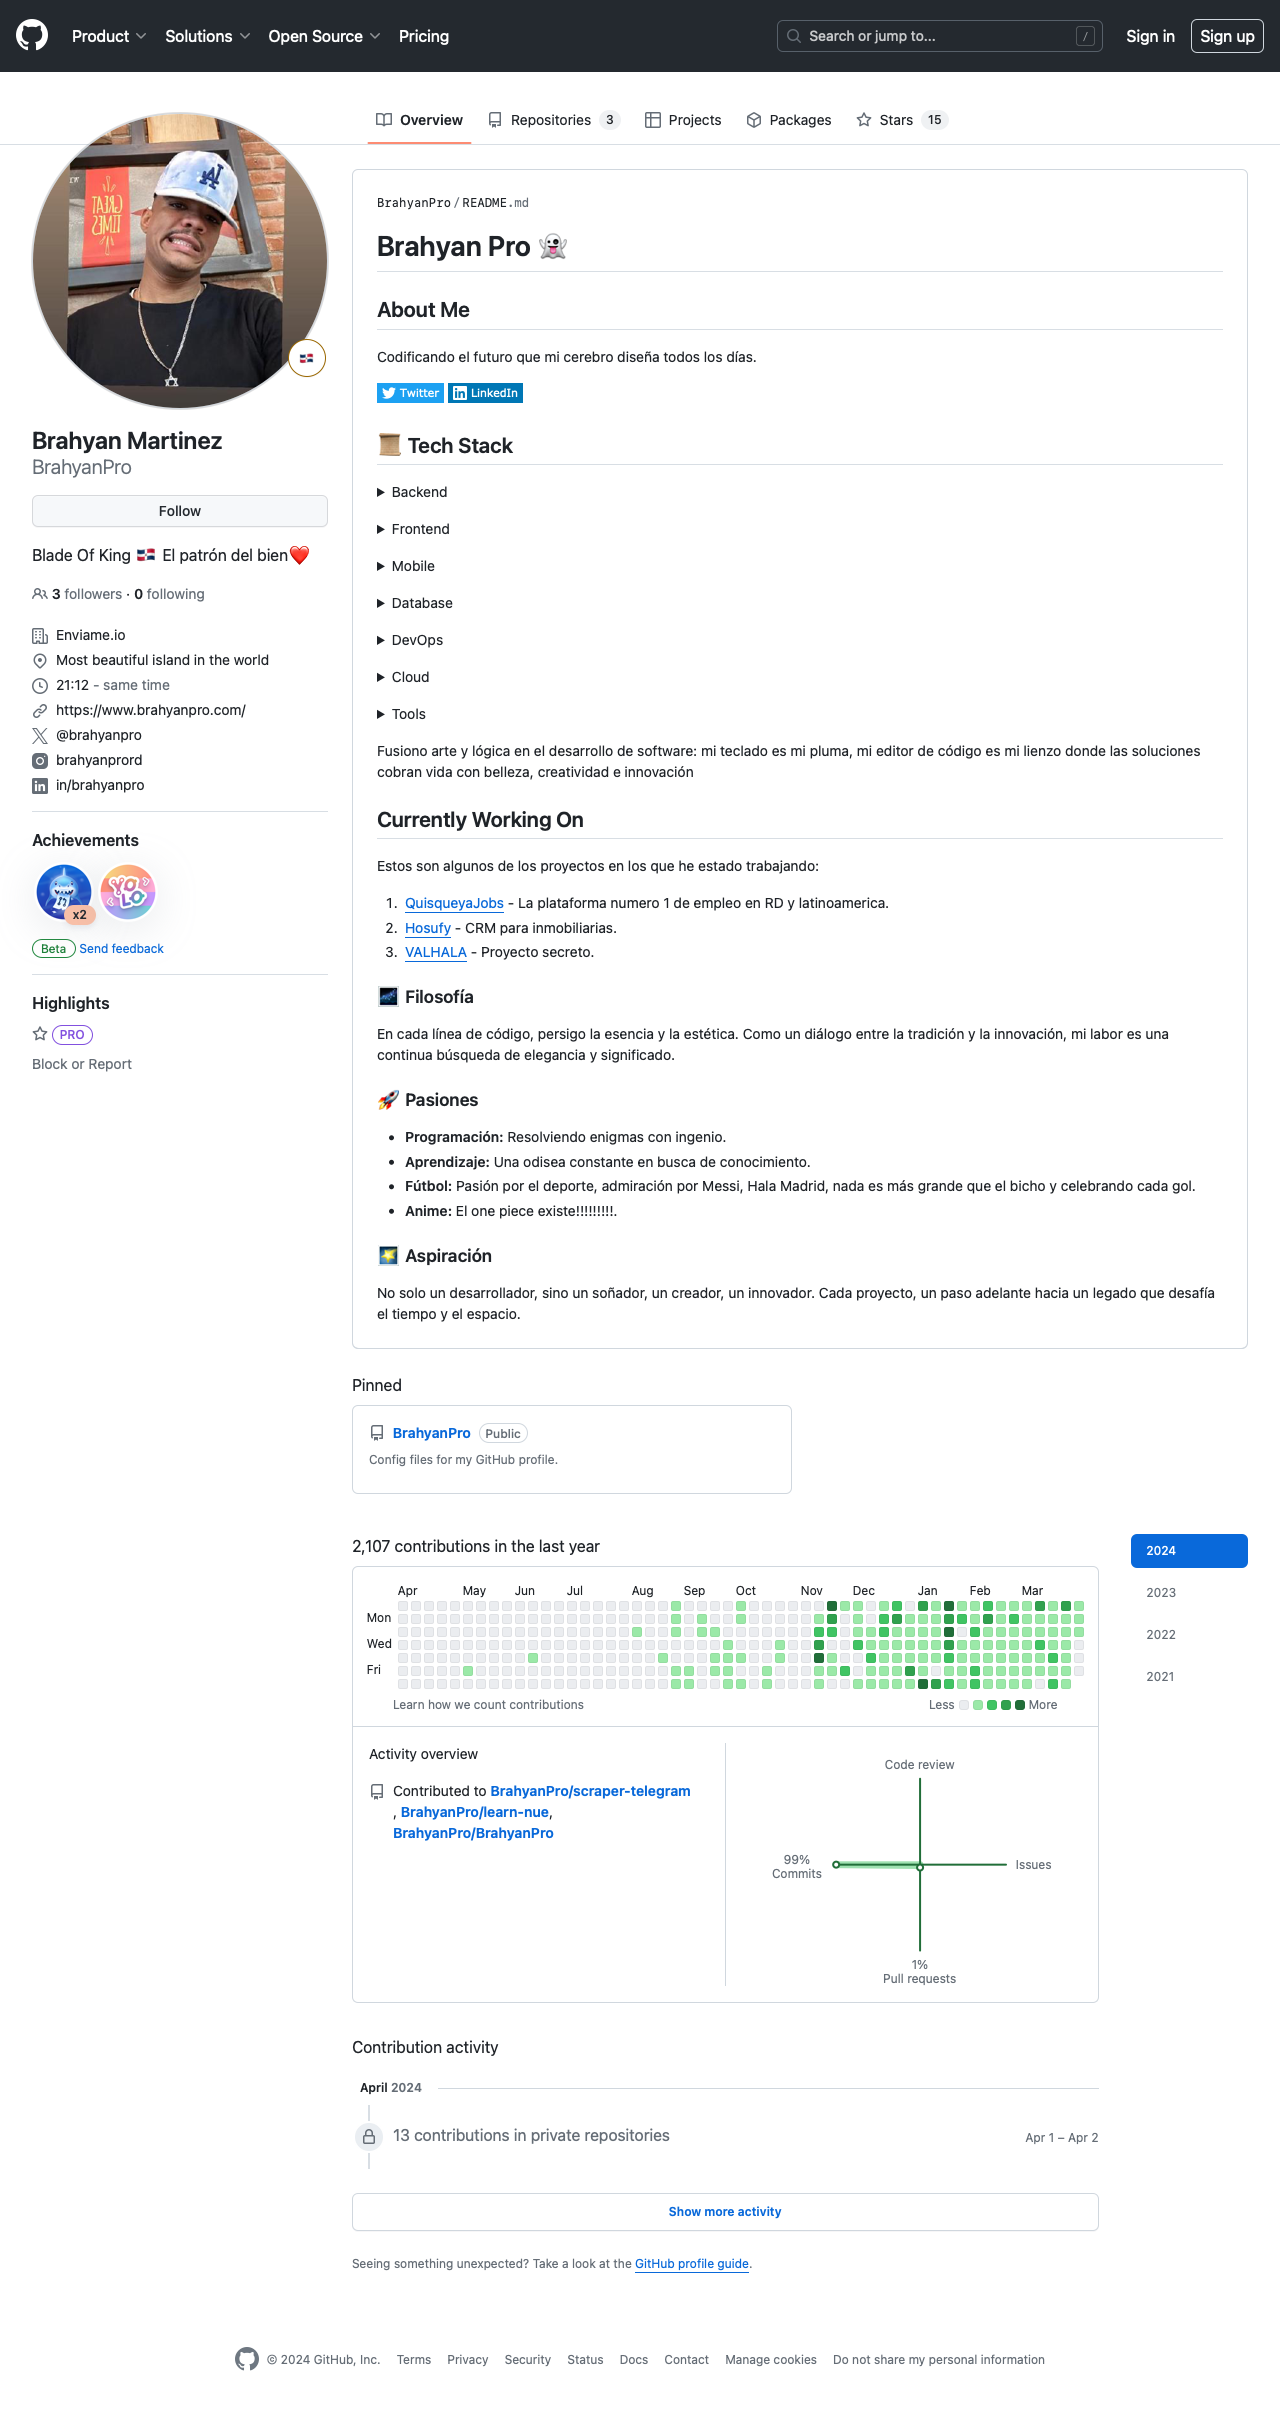 Product
Solutions
Open Source
Pricing
Search or jump to...
/
Sign in
Sign up
Overview
Repositories 3
Projects
Packages
Stars 15
Brahyan Martinez
BrahyanPro
Follow
Blade Of King 🇩🇴 El patrón del bien❤️
3 followers · 0 following
Enviame.io
Most beautiful island in the world
21:12 - same time
https://www.brahyanpro.com/
@brahyanpro
brahyanprord
in/brahyanpro
Achievements
x2
YOLO
Beta Send feedback
Highlights
PRO
Block or Report
BrahyanPro/README.md
Brahyan Pro 👻
About Me
Codificando el futuro que mi cerebro diseña todos los días.
Twitter LinkedIn
📜 Tech Stack
Backend
Frontend
Mobile
Database
DevOps
Cloud
Tools
Fusiono arte y lógica en el desarrollo de software: mi teclado es mi pluma, mi editor de código es mi lienzo donde las soluciones
cobran vida con belleza, creatividad e innovación
Currently Working On
Estos son algunos de los proyectos en los que he estado trabajando:
1. QuisqueyaJobs - La plataforma numero 1 de empleo en RD y latinoamerica.
2. Hosufy - CRM para inmobiliarias.
3. VALHALA - Proyecto secreto.
🌌 Filosofía
En cada línea de código, persigo la esencia y la estética. Como un diálogo entre la tradición y la innovación, mi labor es una
continua búsqueda de elegancia y significado.
🚀 Pasiones
• Programación: Resolviendo enigmas con ingenio.
• Aprendizaje: Una odisea constante en busca de conocimiento.
• Fútbol: Pasión por el deporte, admiración por Messi, Hala Madrid, nada es más grande que el bicho y celebrando cada gol.
• Anime: El one piece existe!!!!!!!!!.
🌠 Aspiración
No solo un desarrollador, sino un soñador, un creador, un innovador. Cada proyecto, un paso adelante hacia un legado que desafía
el tiempo y el espacio.
Pinned
BrahyanPro Public
Config files for my GitHub profile.
2,107 contributions in the last year
2024
2023
2022
2021
Apr May Jun Jul Aug Sep Oct Nov Dec Jan Feb Mar
Mon
Wed
Fri
Learn how we count contributions
Less More
Activity overview
Contributed to BrahyanPro/scraper-telegram
, BrahyanPro/learn-nue,
BrahyanPro/BrahyanPro
Code review
99%
Commits
Issues
1%
Pull requests
Contribution activity
April 2024
13 contributions in private repositories
Apr 1 – Apr 2
Show more activity
Seeing something unexpected? Take a look at the GitHub profile guide.
© 2024 GitHub, Inc. Terms Privacy Security Status Docs Contact Manage cookies Do not share my personal information
GREAT
TIMES
LA